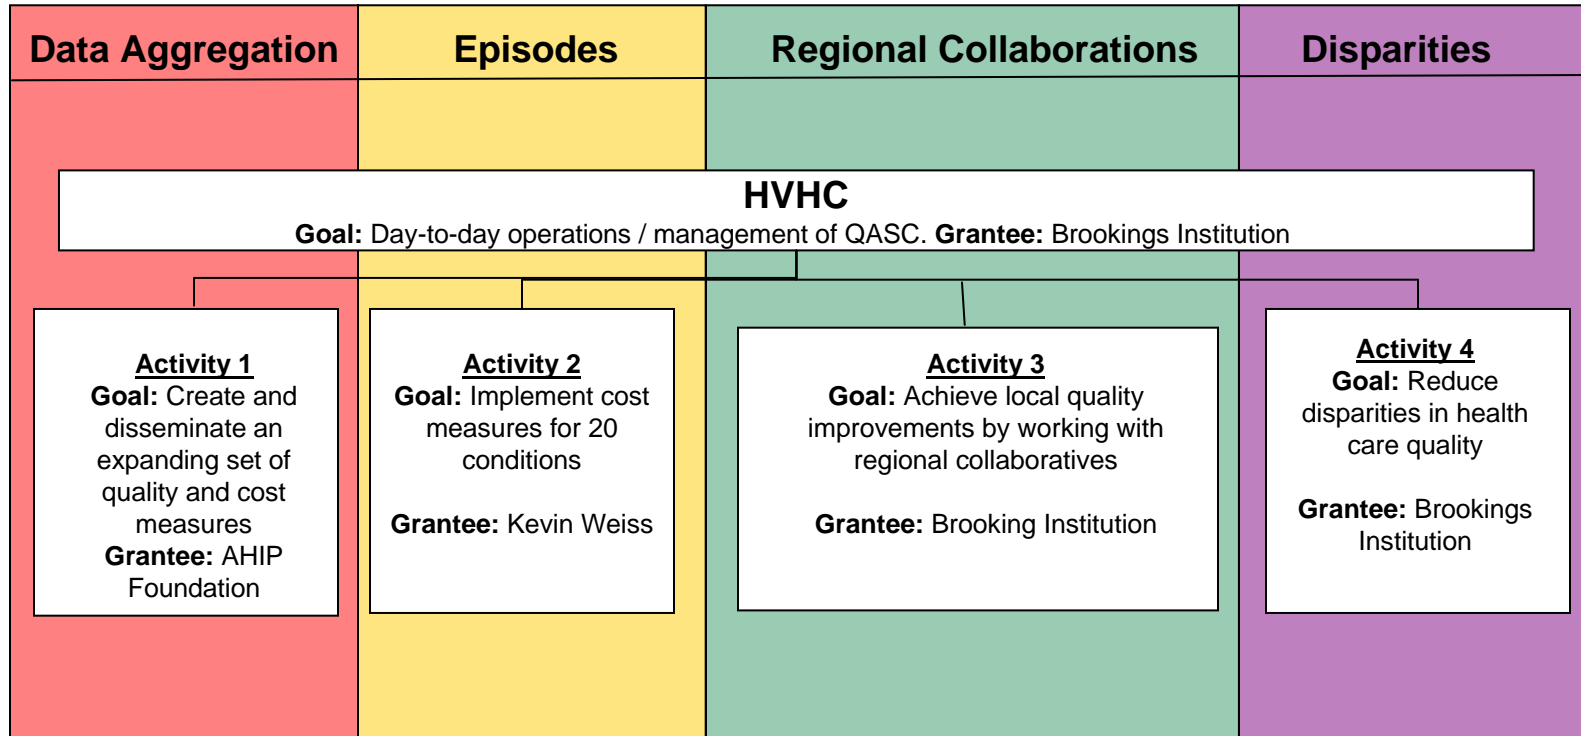 Data Aggregation
Episodes
Regional Collaborations
Disparities
HVHC
Goal: Day-to-day operations / management of QASC. Grantee: Brookings Institution
Activity 1
Goal: Create and
disseminate an
expanding set of
quality and cost
measures
Grantee: AHIP
Foundation
Activity 2
Goal: Implement cost
measures for 20
conditions
Grantee: Kevin Weiss
Activity 3
Goal: Achieve local quality
improvements by working with
regional collaboratives
Grantee: Brooking Institution
Activity 4
Goal: Reduce
disparities in health
care quality
Grantee: Brookings
Institution